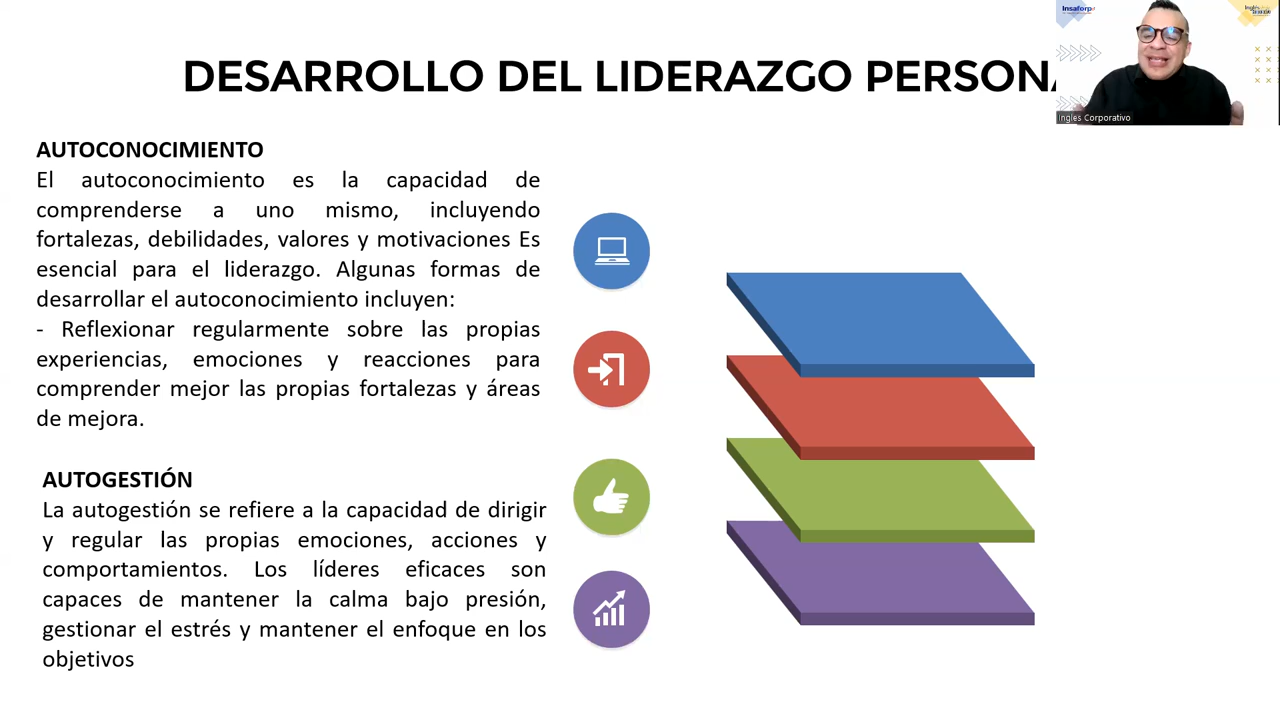 DESARROLLO DEL LIDERAZGO PERSONA
Insaforp
Ingles Corporativo
AUTOCONOCIMIENTO
El autoconocimiento es la capacidad de
comprenderse a uno mismo, incluyendo
fortalezas, debilidades, valores y motivaciones Es
esencial para el liderazgo. Algunas formas de
desarrollar el autoconocimiento incluyen:
- Reflexionar regularmente sobre las propias
experiencias, emociones y reacciones para
comprender mejor las propias fortalezas y áreas
de mejora.
AUTOGESTIÓN
La autogestión se refiere a la capacidad de dirigir
y regular las propias emociones, acciones y
comportamientos. Los líderes eficaces son
capaces de mantener la calma bajo presión,
gestionar el estrés y mantener el enfoque en los
objetivos